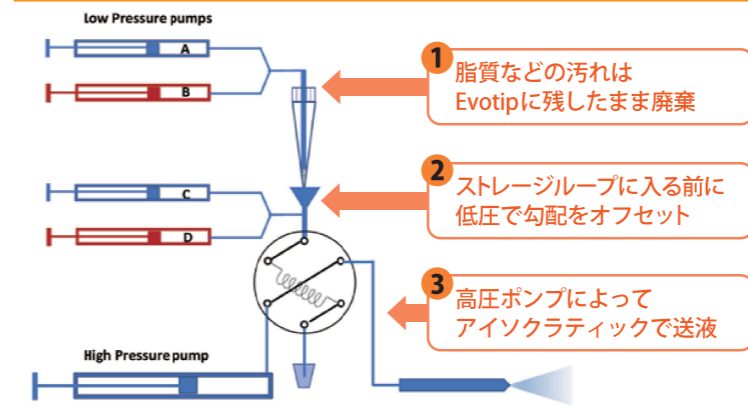 Low Pressure pumps
A
B
1
脂質などの汚れは
Evotipに残したまま廃棄
C
D
2
ストレージループに入る前に
低圧で勾配をオフセット
3
高圧ポンプによって
アイソクラティックで送液
High Pressure pump